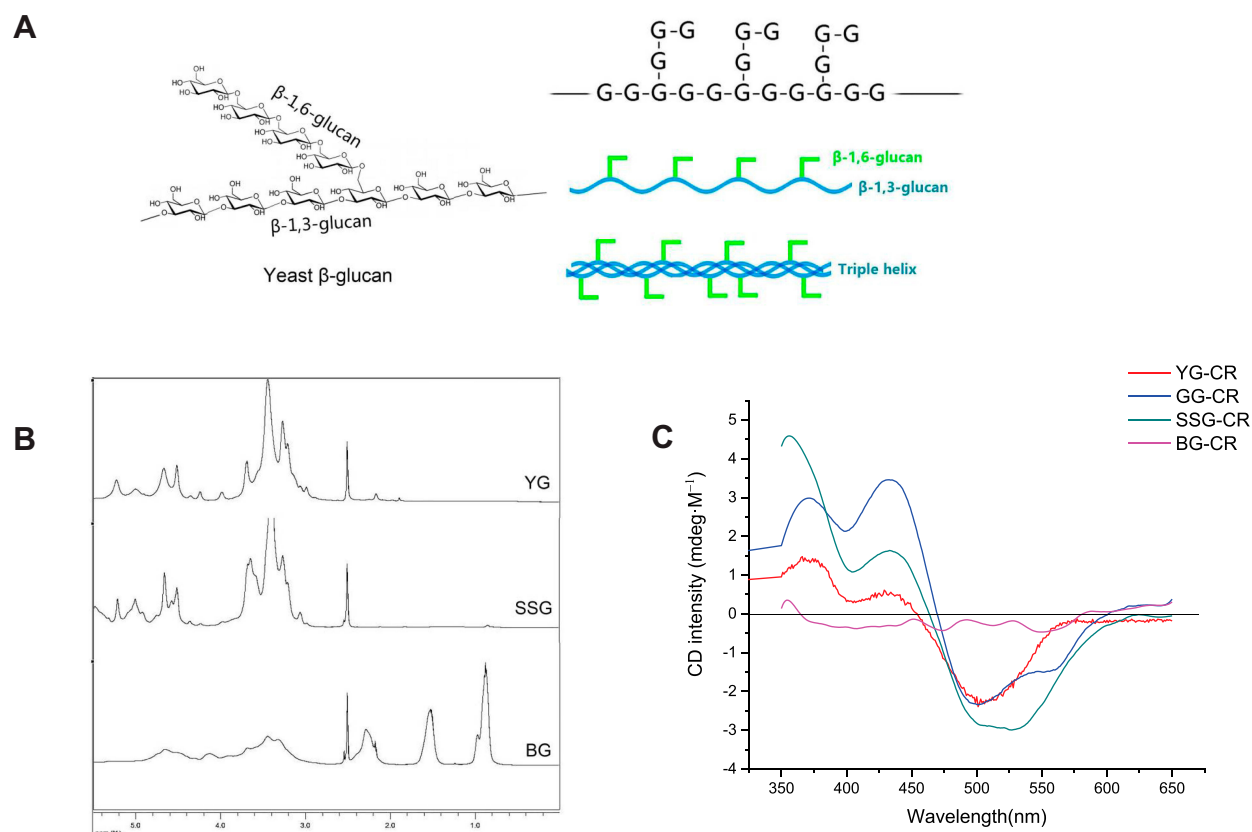 A
G-G G-G G-G
G G G
G-G-G-G-G-G-G-G-G-G-G
β-1,6-glucan
β-1,3-glucan
Yeast β-glucan
β-1,6-glucan
β-1,3-glucan
Triple helix
B
YG
SSG
BG
5.0 4.0 3.0 2.0 1.0
C
YG-CR
GG-CR
SSG-CR
BG-CR
CD intensity (mdeg·M⁻¹)
5
4
3
2
1
0
-1
-2
-3
-4
350 400 450 500 550 600 650
Wavelength(nm)